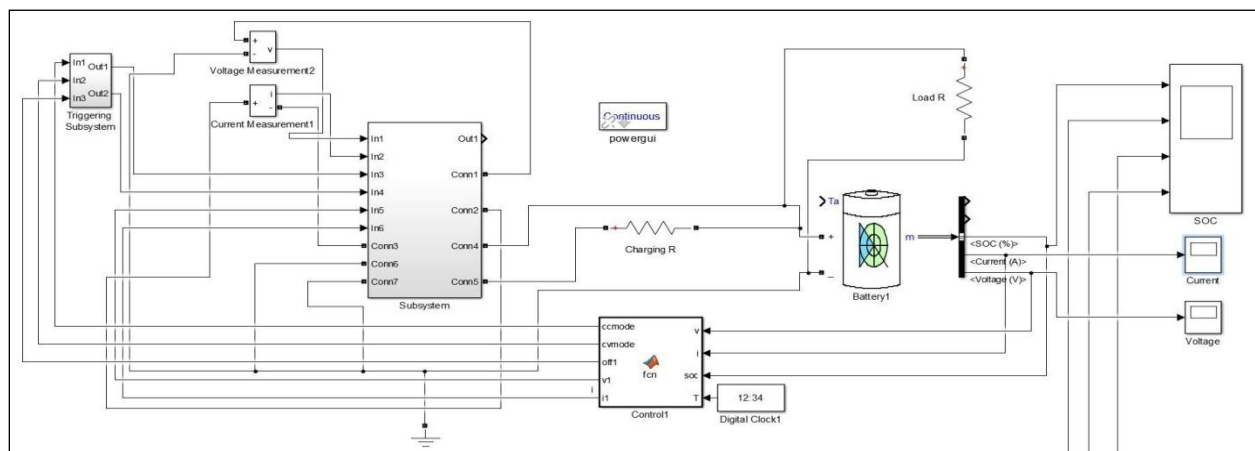 In1
In2
In3
Out1
Out2
Triggering
Subsystem
+
-
v
Voltage Measurement2
+
i
-
Current Measurement1
In1
In2
In3
In4
In5
In6
Conn3
Conn6
Conn7
Out1
Conn1
Conn2
Conn4
Conn5
Subsystem
Continuous
powergui
+
Load R
+
Charging R
Ta
+
-
m
Battery1
<SOC (%)>
<Current (A)>
<Voltage (V)>
SOC
Current
Voltage
ccmode
cvmode
off1
v1
i
i1
fcn
v
i
soc
T
Control1
12:34
Digital Clock1